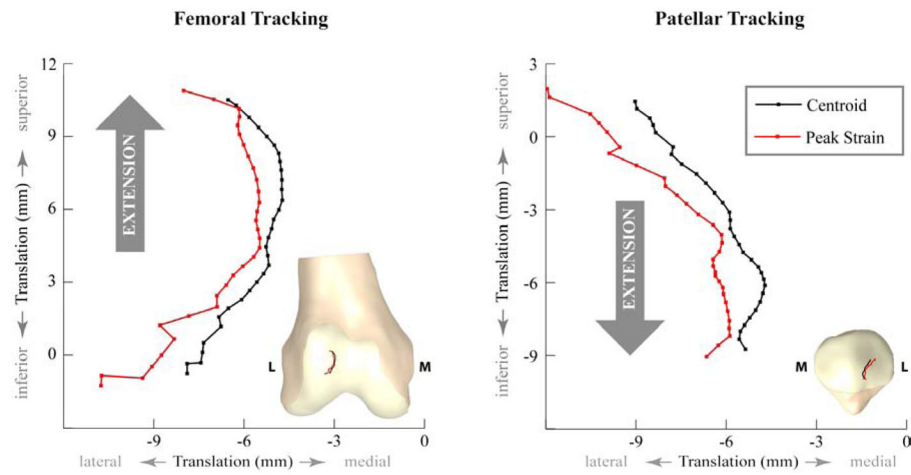 Femoral Tracking
Patellar Tracking
12
9
6
3
0
inferior Translation (mm) superior
EXTENSION
L
M
-9
-6
-3
0
lateral Translation (mm) medial
3
0
-3
-6
-9
inferior Translation (mm) superior
Centroid
Peak Strain
EXTENSION
M
L
-9
-6
-3
0
lateral Translation (mm) medial